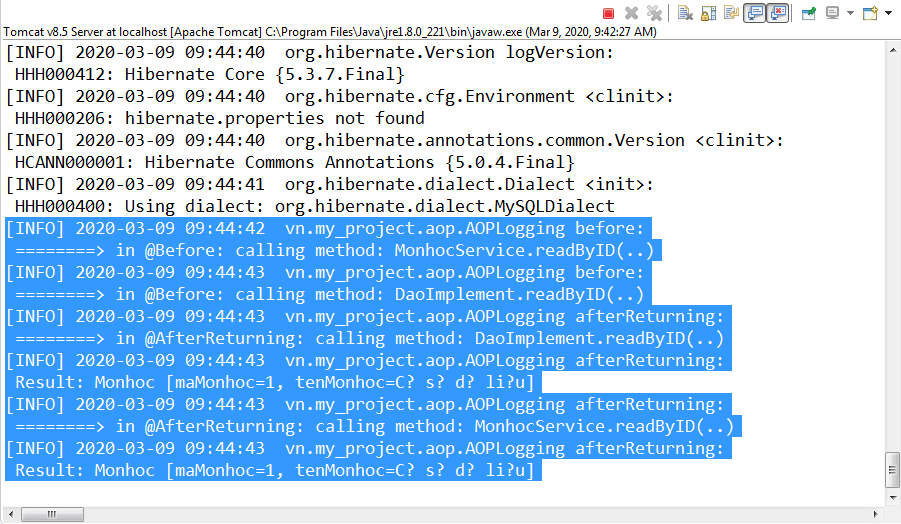 Tomcat v8.5 Server at localhost [Apache Tomcat] C:\Program Files\Java\jre1.8.0_221\bin\javaw.exe (Mar 9, 2020, 9:42:27 AM)
[INFO] 2020-03-09 09:44:40  org.hibernate.Version logVersion:
 HHH000412: Hibernate Core {5.3.7.Final}
[INFO] 2020-03-09 09:44:40  org.hibernate.cfg.Environment <clinit>:
 HHH000206: hibernate.properties not found
[INFO] 2020-03-09 09:44:40  org.hibernate.annotations.common.Version <clinit>:
 HCANN000001: Hibernate Commons Annotations {5.0.4.Final}
[INFO] 2020-03-09 09:44:41  org.hibernate.dialect.Dialect <init>:
 HHH000400: Using dialect: org.hibernate.dialect.MySQLDialect
[INFO] 2020-03-09 09:44:42  vn.my_project.aop.AOPLogging before:
 ========> in @Before: calling method: MonhocService.readByID(..)
[INFO] 2020-03-09 09:44:43  vn.my_project.aop.AOPLogging before:
 ========> in @Before: calling method: DaoImplement.readByID(..)
[INFO] 2020-03-09 09:44:43  vn.my_project.aop.AOPLogging afterReturning:
 ========> in @AfterReturning: calling method: DaoImplement.readByID(..)
[INFO] 2020-03-09 09:44:43  vn.my_project.aop.AOPLogging afterReturning:
 Result: Monhoc [maMonhoc=1, tenMonhoc=C? s? d? li?u]
[INFO] 2020-03-09 09:44:43  vn.my_project.aop.AOPLogging afterReturning:
 ========> in @AfterReturning: calling method: MonhocService.readByID(..)
[INFO] 2020-03-09 09:44:43  vn.my_project.aop.AOPLogging afterReturning:
 Result: Monhoc [maMonhoc=1, tenMonhoc=C? s? d? li?u]